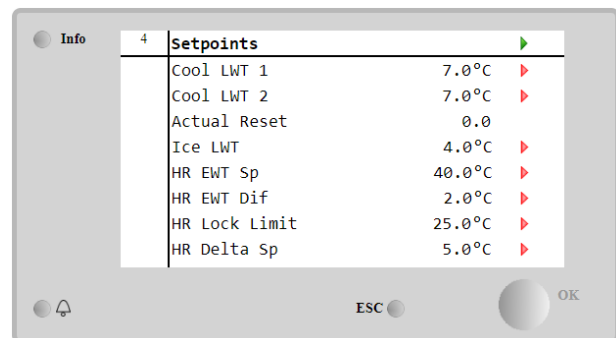 Info
4 Setpoints
Cool LWT 1 7.0°C
Cool LWT 2 7.0°C
Actual Reset 0.0
Ice LWT 4.0°C
HR EWT Sp 40.0°C
HR EWT Dif 2.0°C
HR Lock Limit 25.0°C
HR Delta Sp 5.0°C
ESC
OK